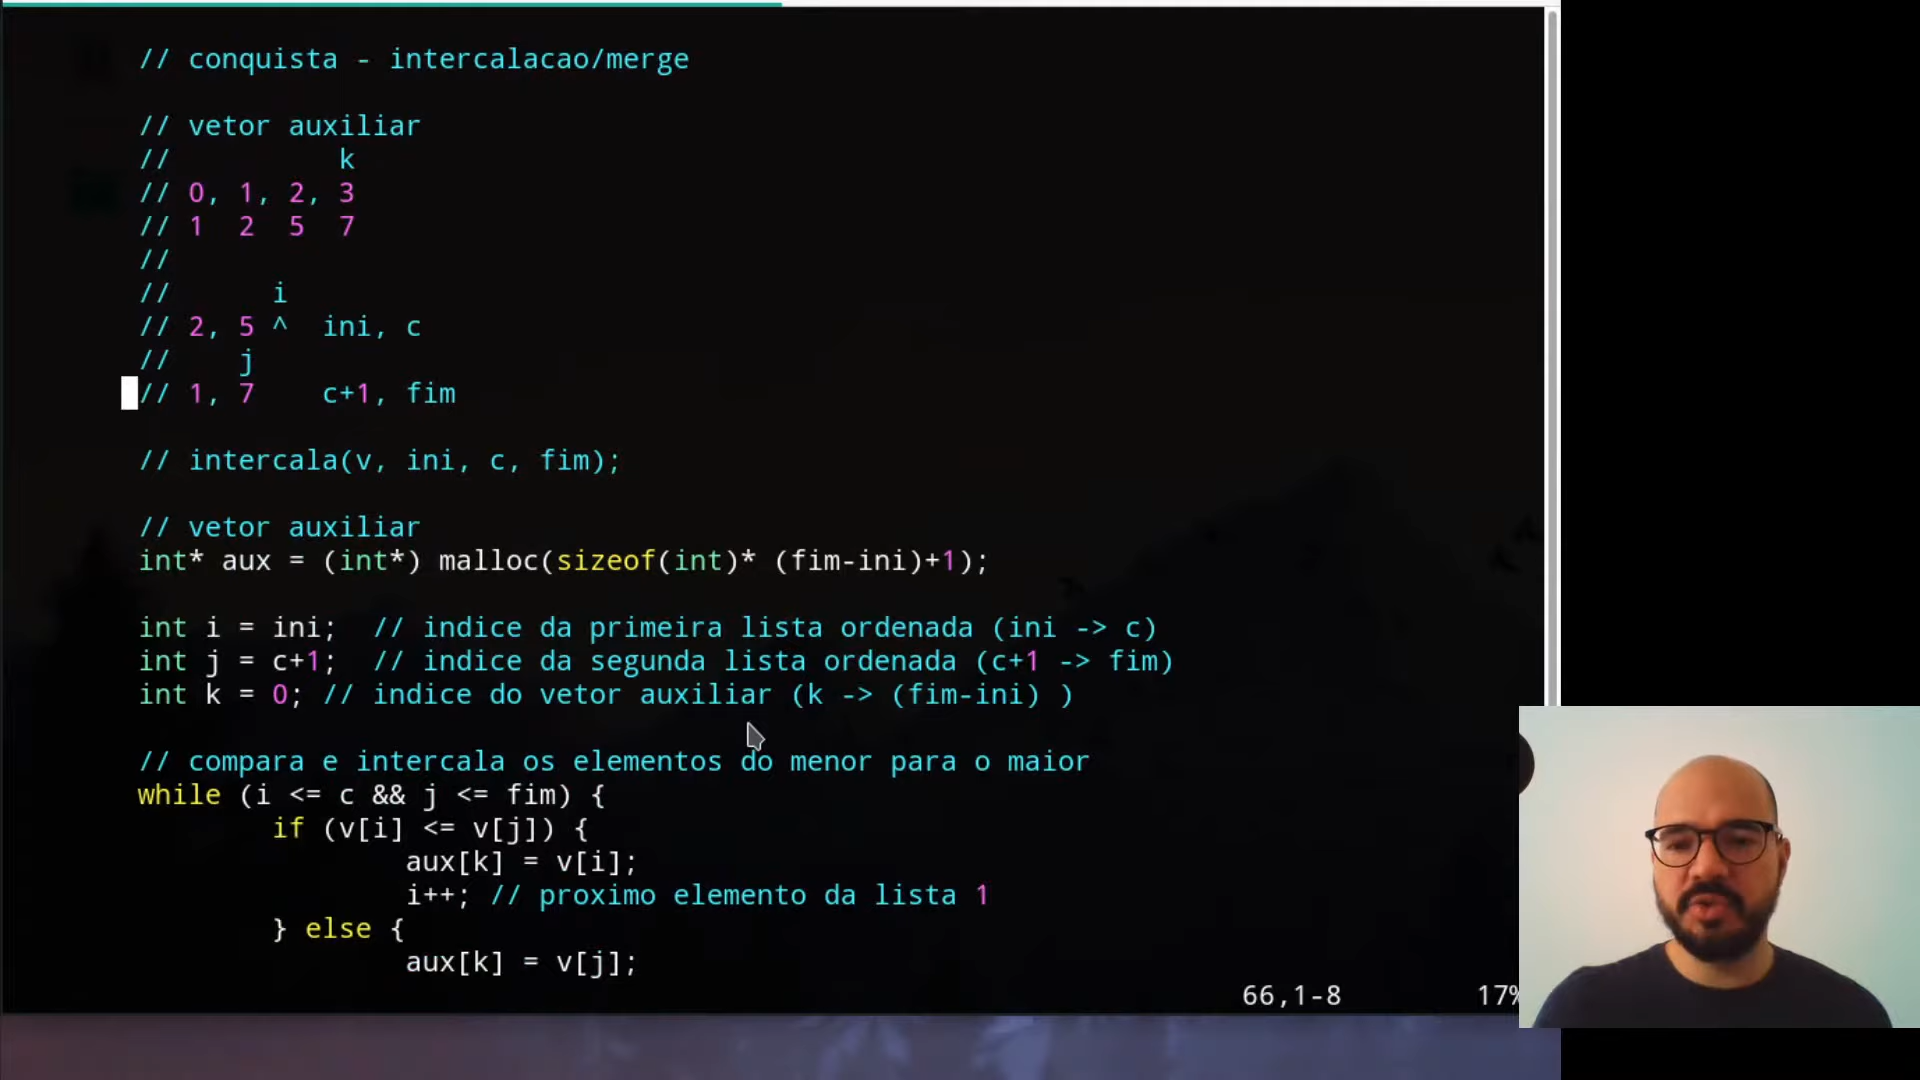 // conquista - intercalacao/merge
// vetor auxiliar
// k
// 0, 1, 2, 3
// 1 2 5 7
//
// i
// 2, 5 ^ ini, c
// j
// 1, 7 c+1, fim
// intercala(v, ini, c, fim);
// vetor auxiliar
int* aux = (int*) malloc(sizeof(int)* (fim-ini)+1);
int i = ini; // indice da primeira lista ordenada (ini -> c)
int j = c+1; // indice da segunda lista ordenada (c+1 -> fim)
int k = 0; // indice do vetor auxiliar (k -> (fim-ini) )
// compara e intercala os elementos do menor para o maior
while (i <= c && j <= fim) {
if (v[i] <= v[j]) {
aux[k] = v[i];
i++; // proximo elemento da lista 1
} else {
aux[k] = v[j];
66,1-8 17%